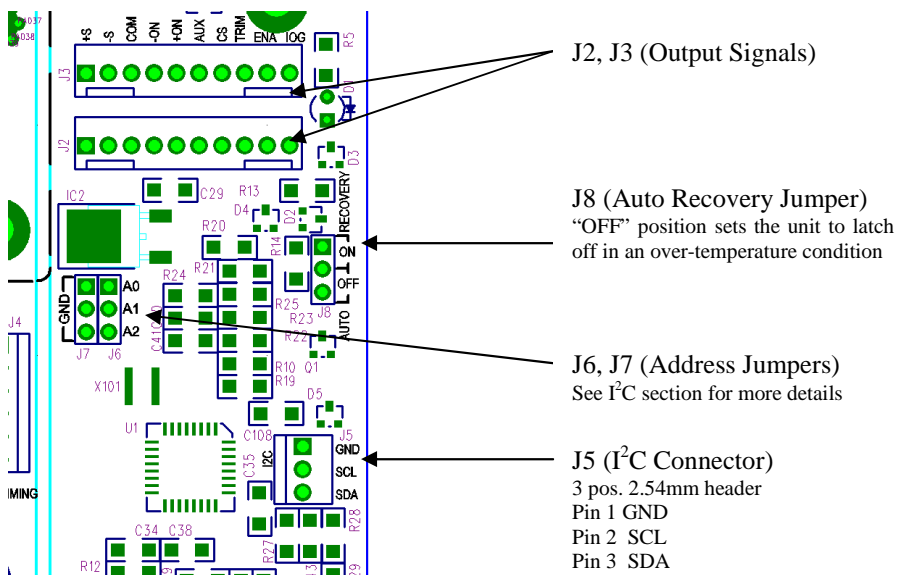 +S -S COM -ON +ON AUX CS TRIM ENA IOG
R5
J3
D1
J2
D3
IC2
C29
R13
RECOVERY
D4
D2
R20
R14
ON
R21
OFF
R24
GND
A0
A1
A2
R25
J8
R23
AUTO
R22
J4
C41
J7
J6
Q1
R10
X101
R19
D5
U1
C108
J5
I2C
GND
C35
SCL
SDA
MING
R28
C34
C38
R27
R12
J2, J3 (Output Signals)
J8 (Auto Recovery Jumper)
“OFF” position sets the unit to latch
off in an over-temperature condition
J6, J7 (Address Jumpers)
See I²C section for more details
J5 (I²C Connector)
3 pos. 2.54mm header
Pin 1 GND
Pin 2 SCL
Pin 3 SDA